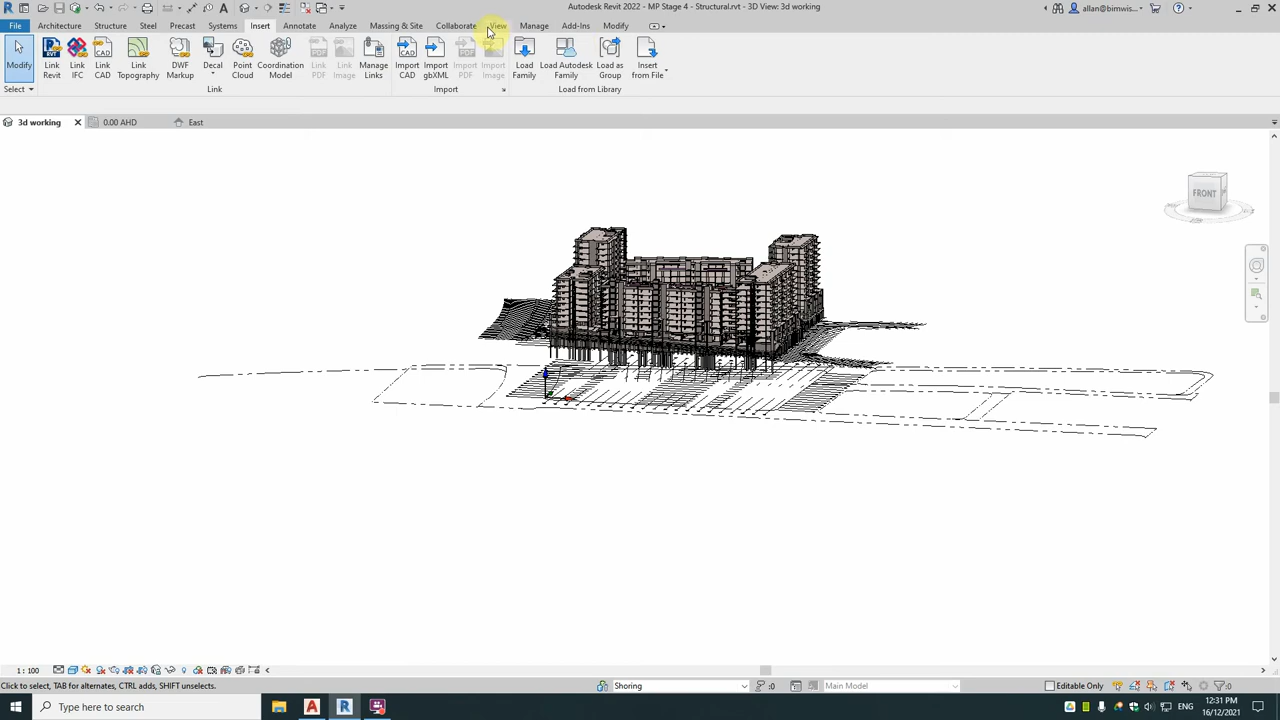 Autodesk Revit 2022 - MP Stage 4 - Structural.rvt - 3D View: 3d working
allan@bimwis...
File Architecture Structure Steel Precast Systems Insert Annotate Analyze Massing & Site Collaborate View Manage Add-Ins Modify
Modify
Link Revit
Link IFC
Link CAD
Link Topography
DWF Markup
Decal
Point Cloud
Coordination Model
Link PDF
Link Image
Manage Links
Import CAD
Import gbXML
Import PDF
Import Image
Load Family
Load Autodesk Family
Load as Group
Insert from File
Select
Link
Import
Load from Library
3d working
0.00 AHD
East
FRONT
1 : 100
Click to select, TAB for alternates, CTRL adds, SHIFT unselects.
Shoring
:0
Main Model
Editable Only
:0
Type here to search
ENG
12:31 PM
16/12/2021